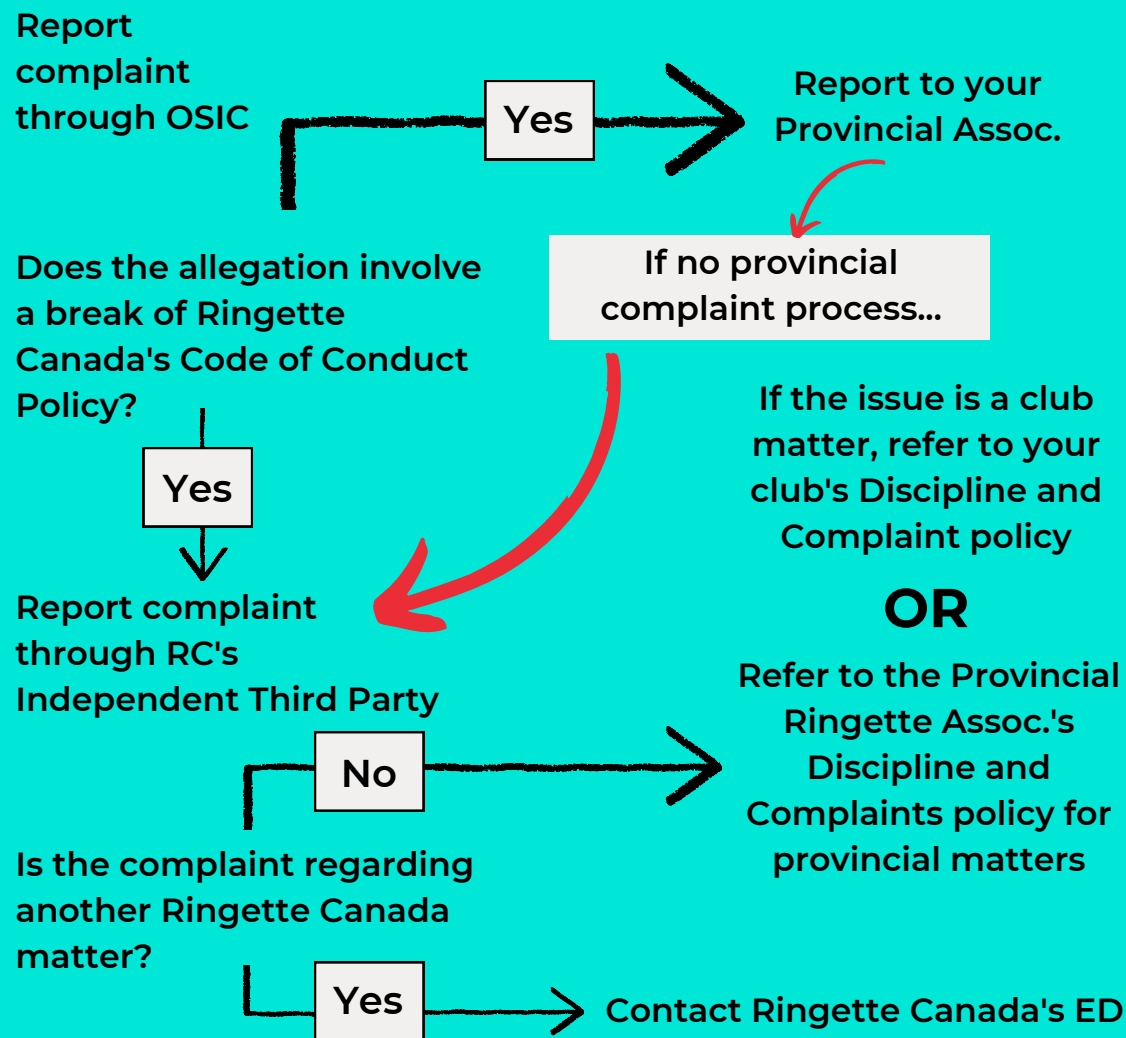 Report
complaint
through OSIC
Yes
Report to your
Provincial Assoc.
If no provincial
complaint process...
Does the allegation involve
a break of Ringette
Canada's Code of Conduct
Policy?
Yes
If the issue is a club
matter, refer to your
club's Discipline and
Complaint policy
OR
Refer to the Provincial
Ringette Assoc.'s
Discipline and
Complaints policy for
provincial matters
Report complaint
through RC's
Independent Third Party
No
Is the complaint regarding
another Ringette Canada
matter?
Yes
Contact Ringette Canada's ED